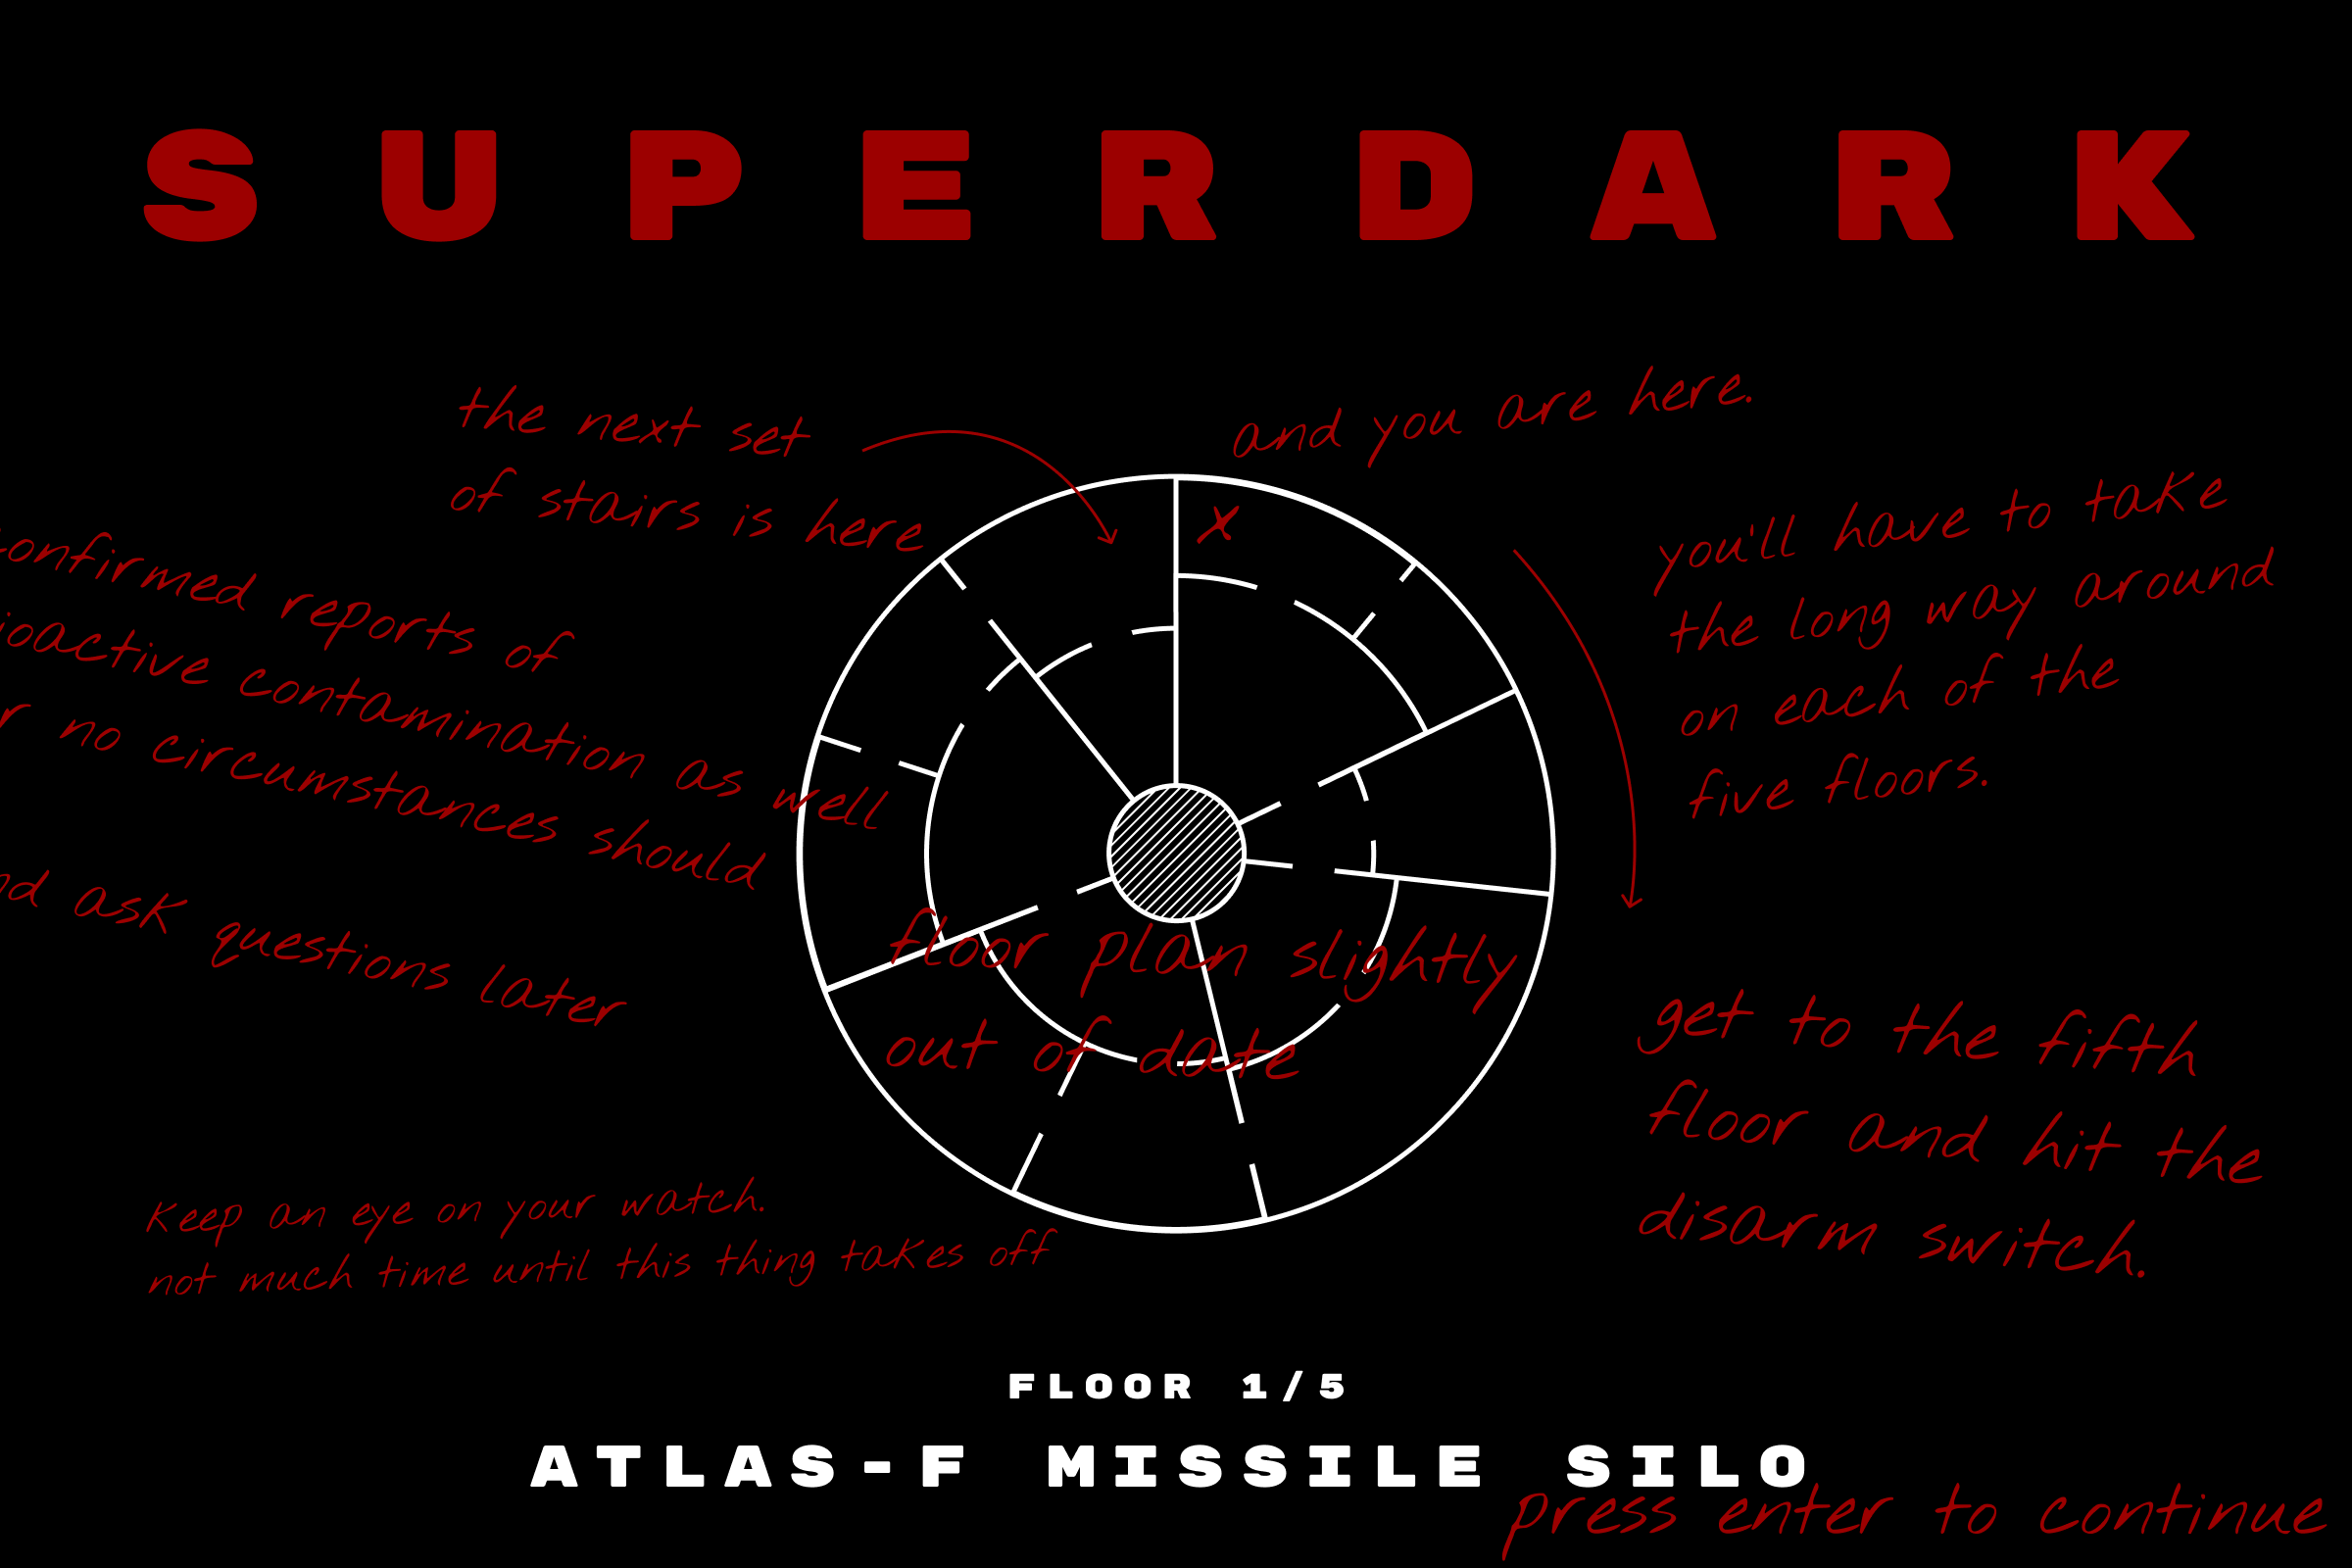 SUPERDARK
the next set
of stairs is here
and you are here.
x
you'll have to take
the long way around
on each of the
five floors.
onfirmed reports of
ioactive contamination as well
r no circumstances should
nd ask questions later
floor plan slightly
out of date
get to the fifth
floor and hit the
disarm switch.
Keep an eye on your watch.
not much time until this thing takes off
FLOOR 1/5
ATLAS-F MISSILE SILO
press enter to continue